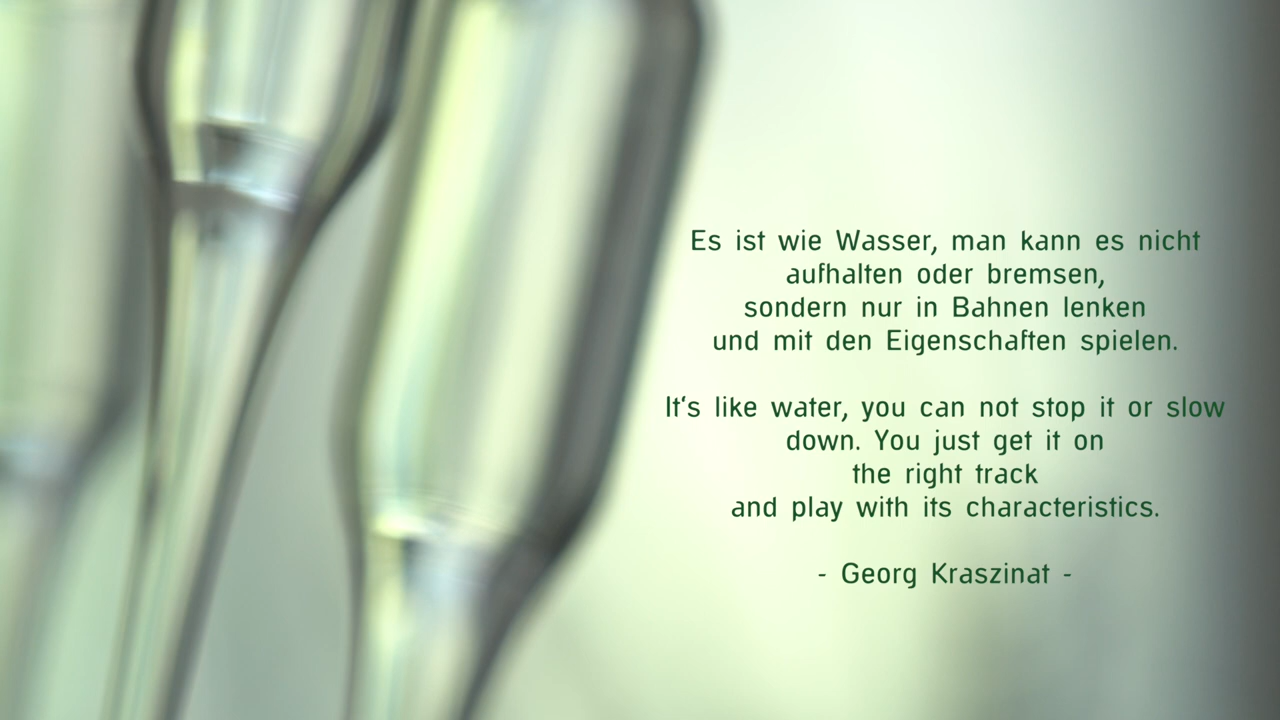 Es ist wie Wasser, man kann es nicht
aufhalten oder bremsen,
sondern nur in Bahnen lenken
und mit den Eigenschaften spielen.
It's like water, you can not stop it or slow
down. You just get it on
the right track
and play with its characteristics.
- Georg Kraszinat -